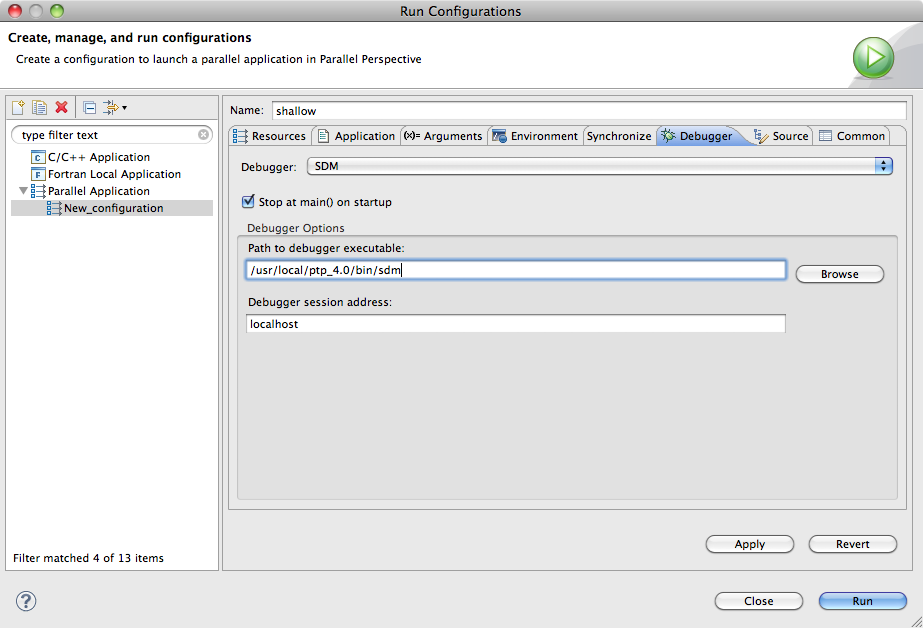 Run Configurations
Create, manage, and run configurations
Create a configuration to launch a parallel application in Parallel Perspective
type filter text
C C/C++ Application
F Fortran Local Application
Parallel Application
New_configuration
Filter matched 4 of 13 items
Name: shallow
Resources Application (x)= Arguments Environment Synchronize Debugger Source Common
Debugger: SDM
Stop at main() on startup
Debugger Options
Path to debugger executable:
/usr/local/ptp_4.0/bin/sdm
Browse
Debugger session address:
localhost
Apply Revert
? Close Run